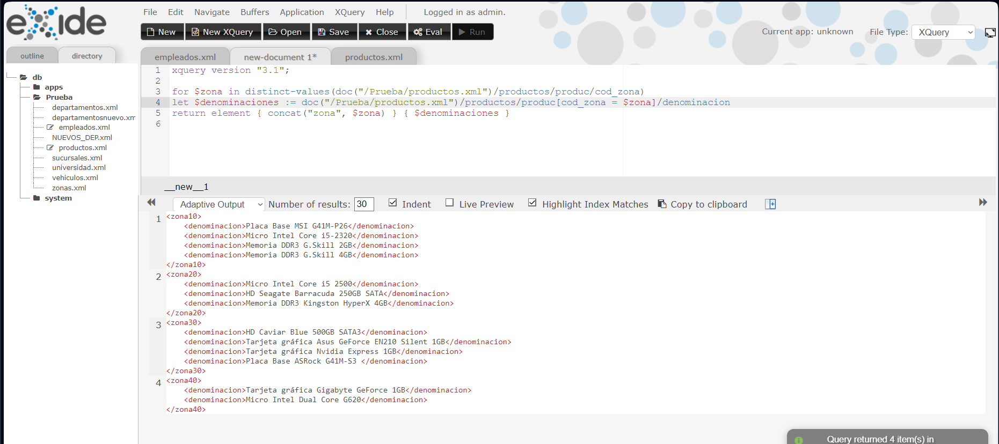 eXide
File Edit Navigate Buffers Application XQuery Help Logged in as admin.
New New XQuery Open Save Close Eval Run
Current app: unknown File Type: XQuery
outline directory
empleados.xml new-document 1* productos.xml
db
apps
Prueba
departamentos.xml
departamentosnuevo.xm
empleados.xml
NUEVOS_DEP.xml
productos.xml
sucursales.xml
universidad.xml
vehiculos.xml
zonas.xml
system
1 xquery version "3.1";
2
3 for $zona in distinct-values(doc("/Prueba/productos.xml")/productos/produc/cod_zona)
4 let $denominaciones := doc("/Prueba/productos.xml")/productos/produc[cod_zona = $zona]/denominacion
5 return element { concat("zona", $zona) } { $denominaciones }
6
__new__1
Adaptive Output Number of results: 30 Indent Live Preview Highlight Index Matches Copy to clipboard
1 <zona10>
<denominacion>Placa Base MSI G41M-P26</denominacion>
<denominacion>Micro Intel Core i5-2320</denominacion>
<denominacion>Memoria DDR3 G.Skill 2GB</denominacion>
<denominacion>Memoria DDR3 G.Skill 4GB</denominacion>
</zona10>
2 <zona20>
<denominacion>Micro Intel Core i5 2500</denominacion>
<denominacion>HD Seagate Barracuda 250GB SATA</denominacion>
<denominacion>Memoria DDR3 Kingston HyperX 4GB</denominacion>
</zona20>
3 <zona30>
<denominacion>HD Caviar Blue 500GB SATA3</denominacion>
<denominacion>Tarjeta gráfica Asus GeForce EN210 Silent 1GB</denominacion>
<denominacion>Tarjeta gráfica Nvidia Express 1GB</denominacion>
<denominacion>Placa Base ASRock G41M-S3 </denominacion>
</zona30>
4 <zona40>
<denominacion>Tarjeta gráfica Gigabyte GeForce 1GB</denominacion>
<denominacion>Micro Intel Dual Core G620</denominacion>
</zona40>
Query returned 4 item(s) in